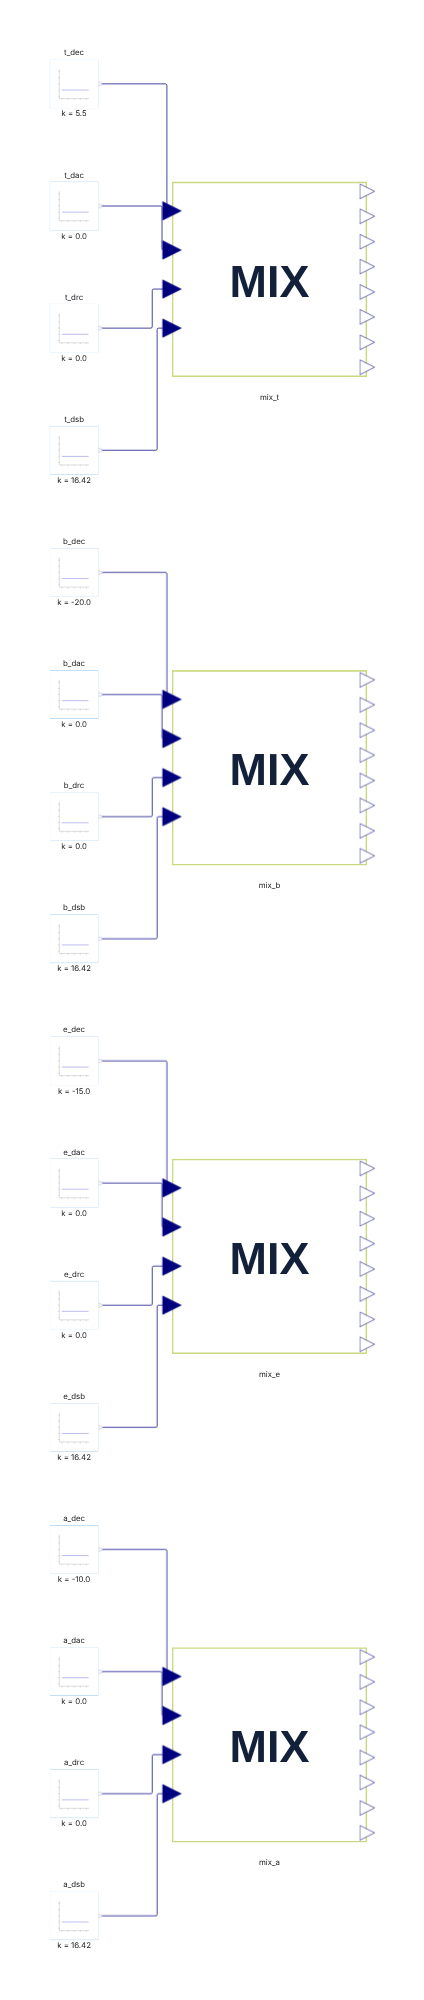 t_dec
k = 5.5
t_dac
k = 0.0
t_drc
k = 0.0
MIX
mix_t
t_dsb
k = 16.42
b_dec
k = -20.0
b_dac
k = 0.0
b_drc
k = 0.0
MIX
mix_b
b_dsb
k = 16.42
e_dec
k = -15.0
e_dac
k = 0.0
e_drc
k = 0.0
MIX
mix_e
e_dsb
k = 16.42
a_dec
k = -10.0
a_dac
k = 0.0
a_drc
k = 0.0
MIX
mix_a
a_dsb
k = 16.42